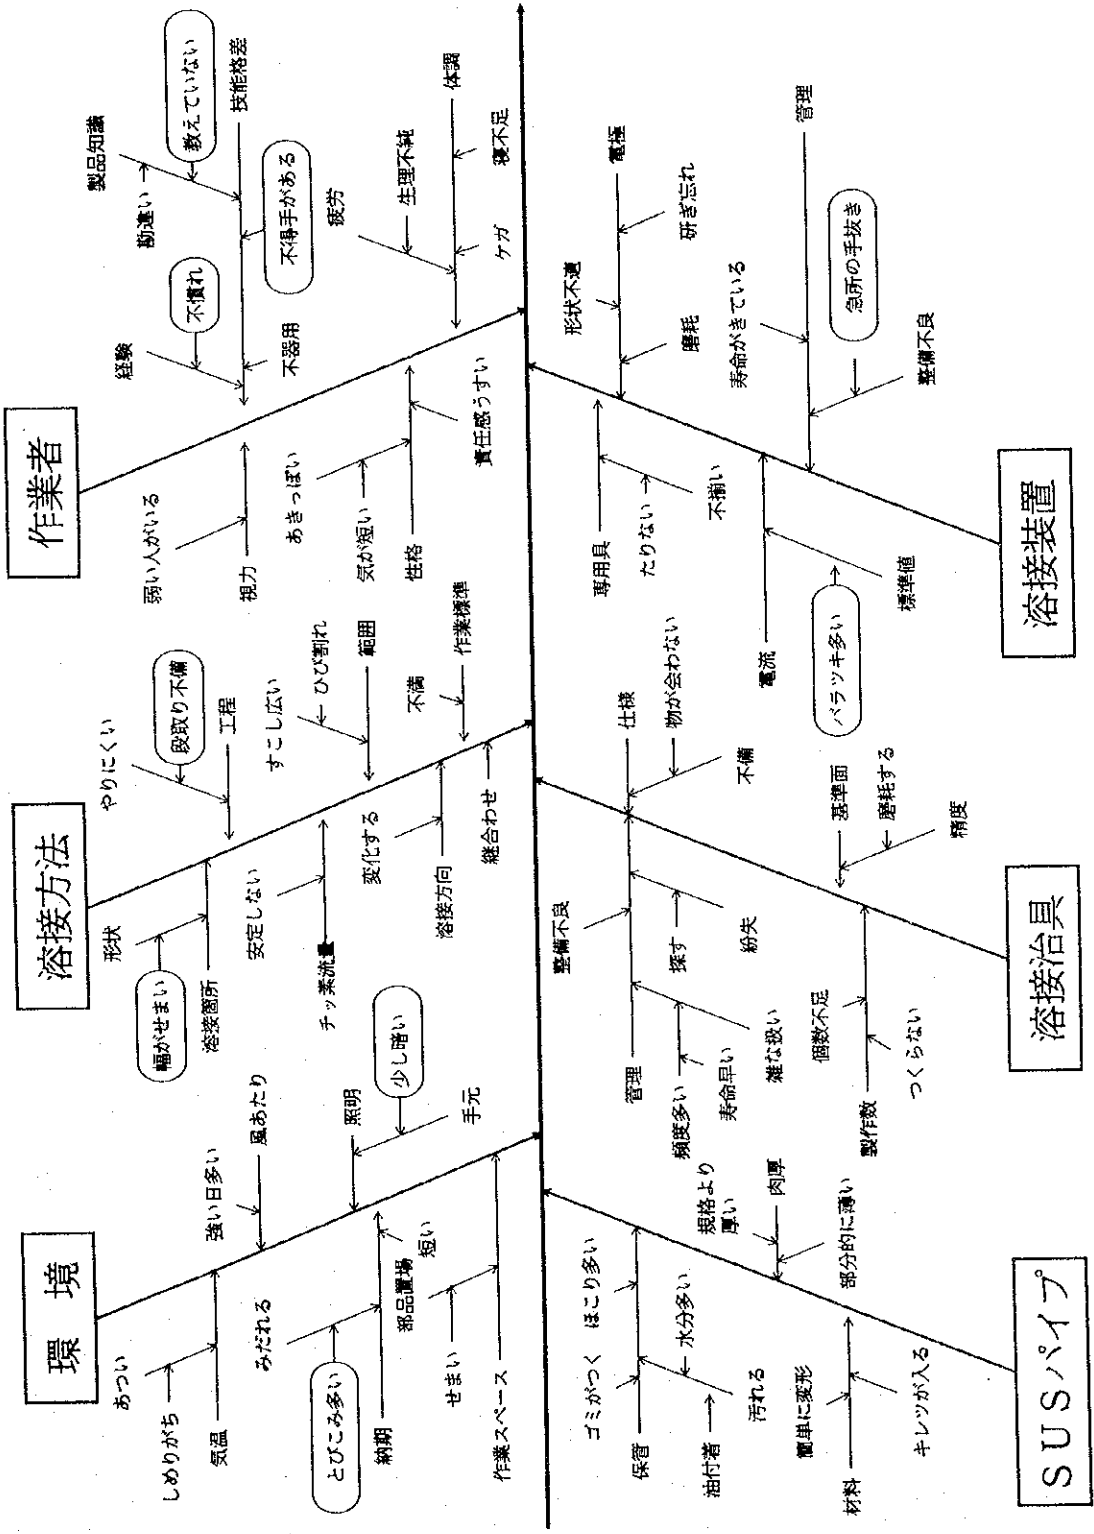 環 境
あつい
しめりがち
気温
強い日多い
風あたり
みだれる
とびこみ多い
納期
照明
少し暗い
手元
部品置場
短い
せまい
作業スペース
溶接方法
形状
幅がせまい
溶接箇所
やりにくい
段取り不備
工程
安定しない
チッ素流量
すこし広い
ひび割れ
範囲
変化する
溶接方向
不満
作業標準
継合わせ
作業者
弱い人がいる
視力
経験
不慣れ
不器用
製品知識
勘違い
教えていない
技能格差
不得手がある
あきっぽい
気が短い
性格
責任感うすい
疲労
生理不純
体調
ケガ
寝不足
SUSパイプ
ゴミがつく
ほこり多い
保管
水分多い
油付着
汚れる
規格より
厚い
肉厚
部分的に薄い
簡単に変形
材料
キレツが入る
溶接治具
整備不良
仕様
物が会わない
不備
管理
探す
紛失
頻度多い
寿命早い
雑な扱い
個数不足
製作数
つくらない
基準面
磨耗する
精度
溶接装置
専用具
たりない
不揃い
形状不適
電極
磨耗
研ぎ忘れ
電流
バラツキ多い
標準値
寿命がきている
管理
急所の手抜き
整備不良